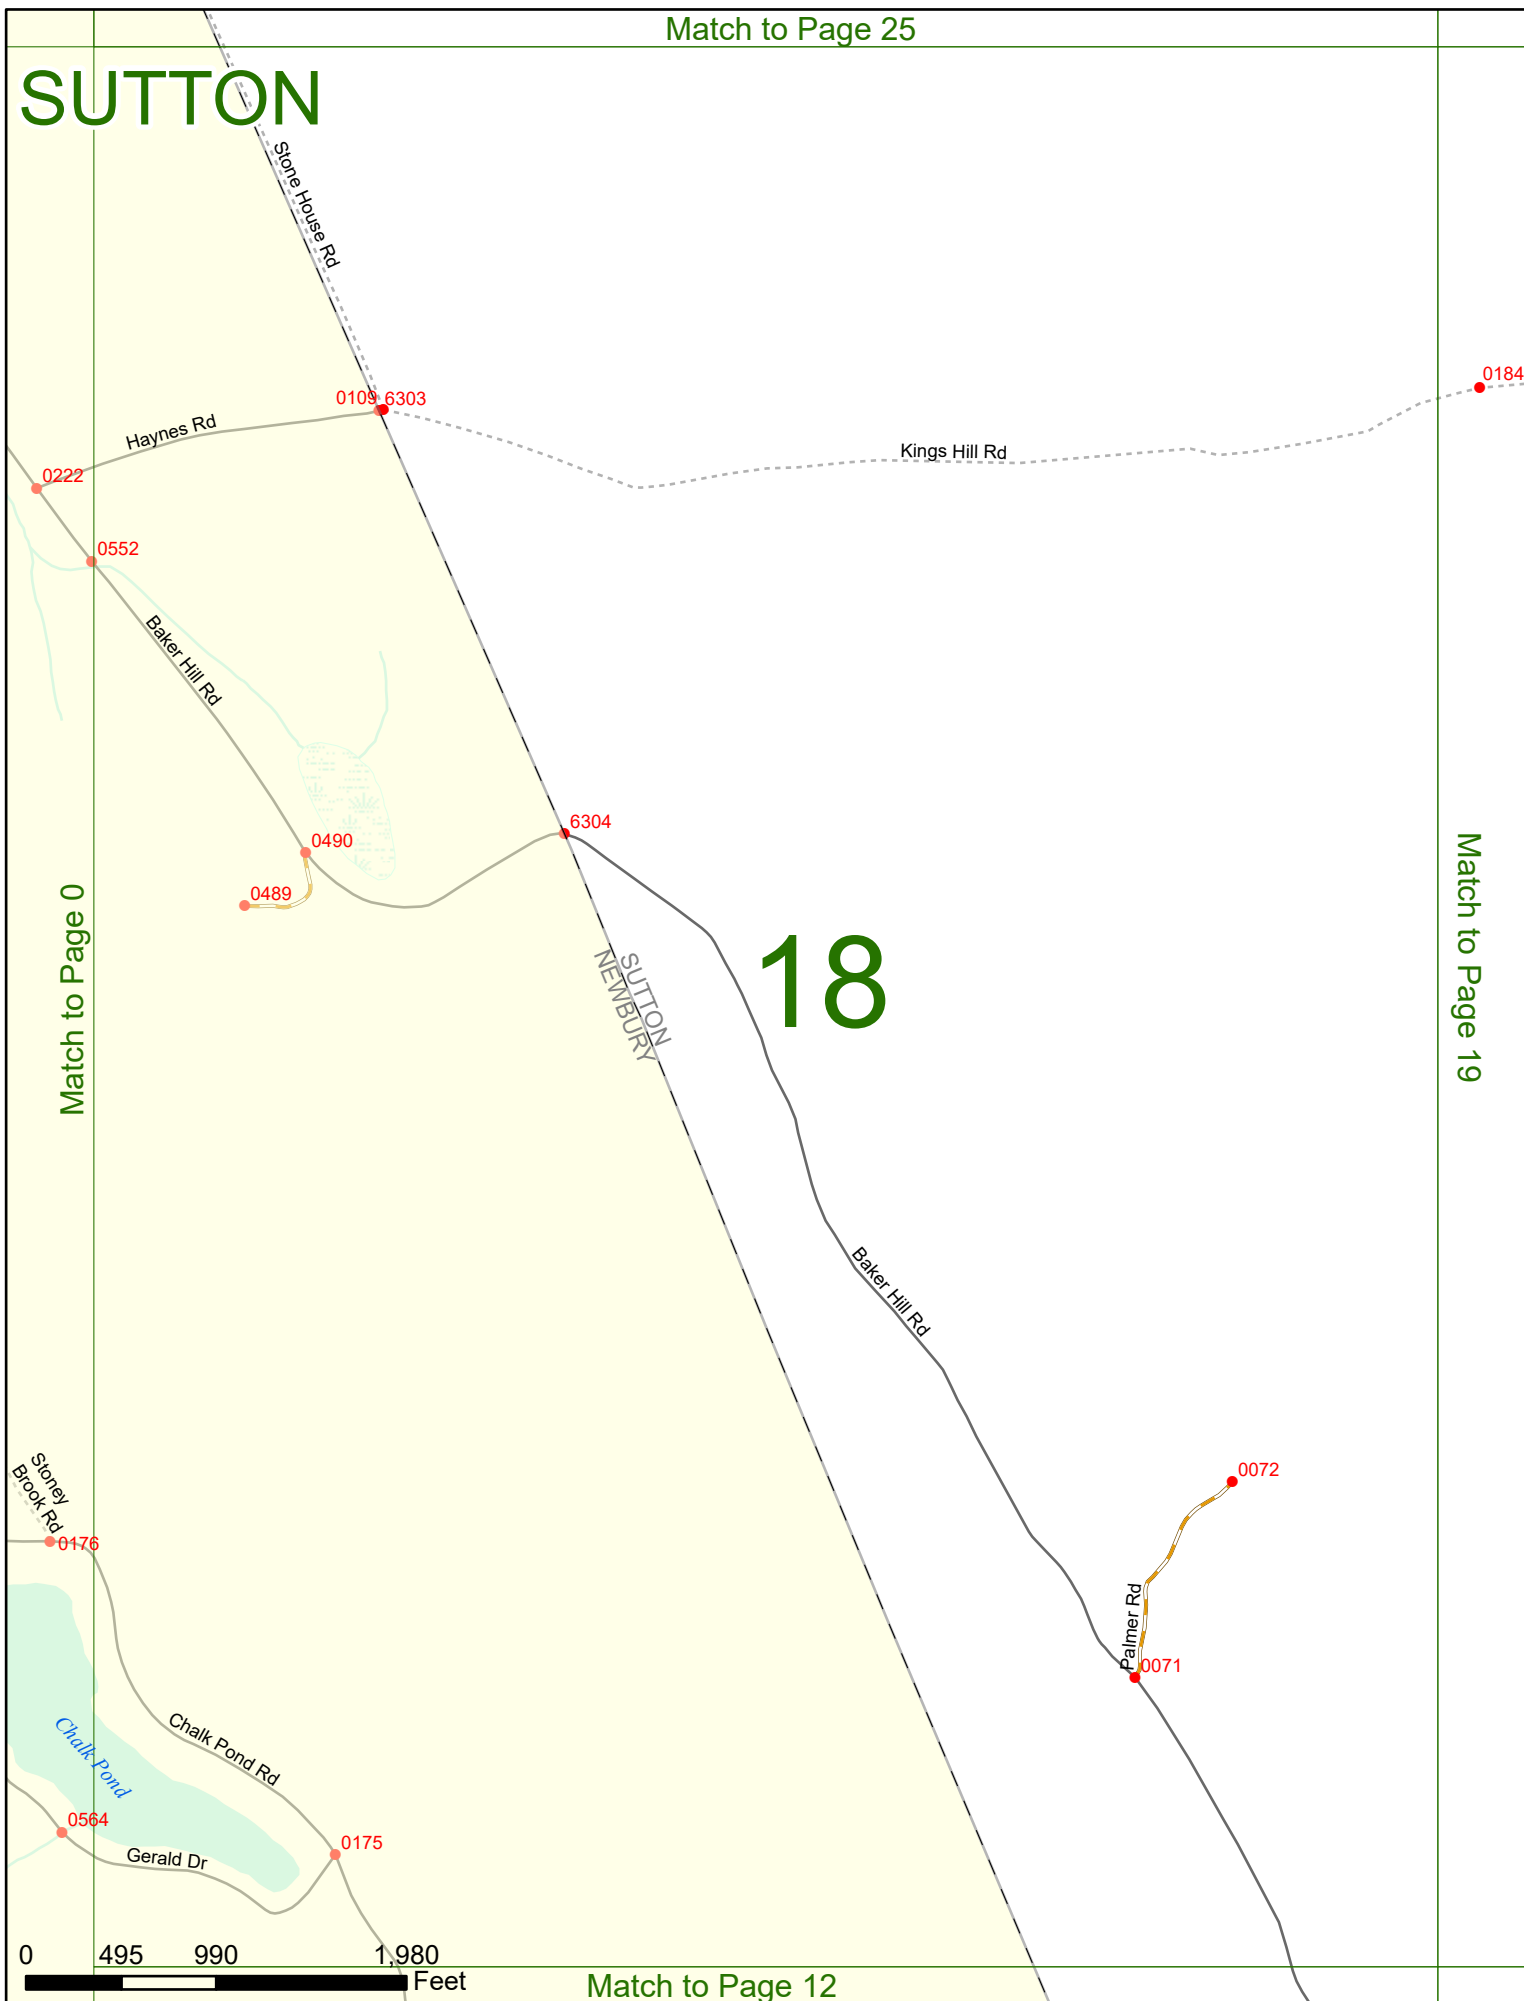 Match to Page 25
SUTTON
Stone House Rd
0184
0109
6303
Haynes Rd
Kings Hill Rd
0222
0552
Baker Hill Rd
6304
0490
0489
Match to Page 0
18
Match to Page 19
SUTTON
NEWBURY
Baker Hill Rd
Stoney
Brook Rd
0072
0176
Palmer Rd
0071
Chalk Pond
Chalk Pond Rd
0564
0175
Gerald Dr
0 495 990 1,980
Feet
Match to Page 12